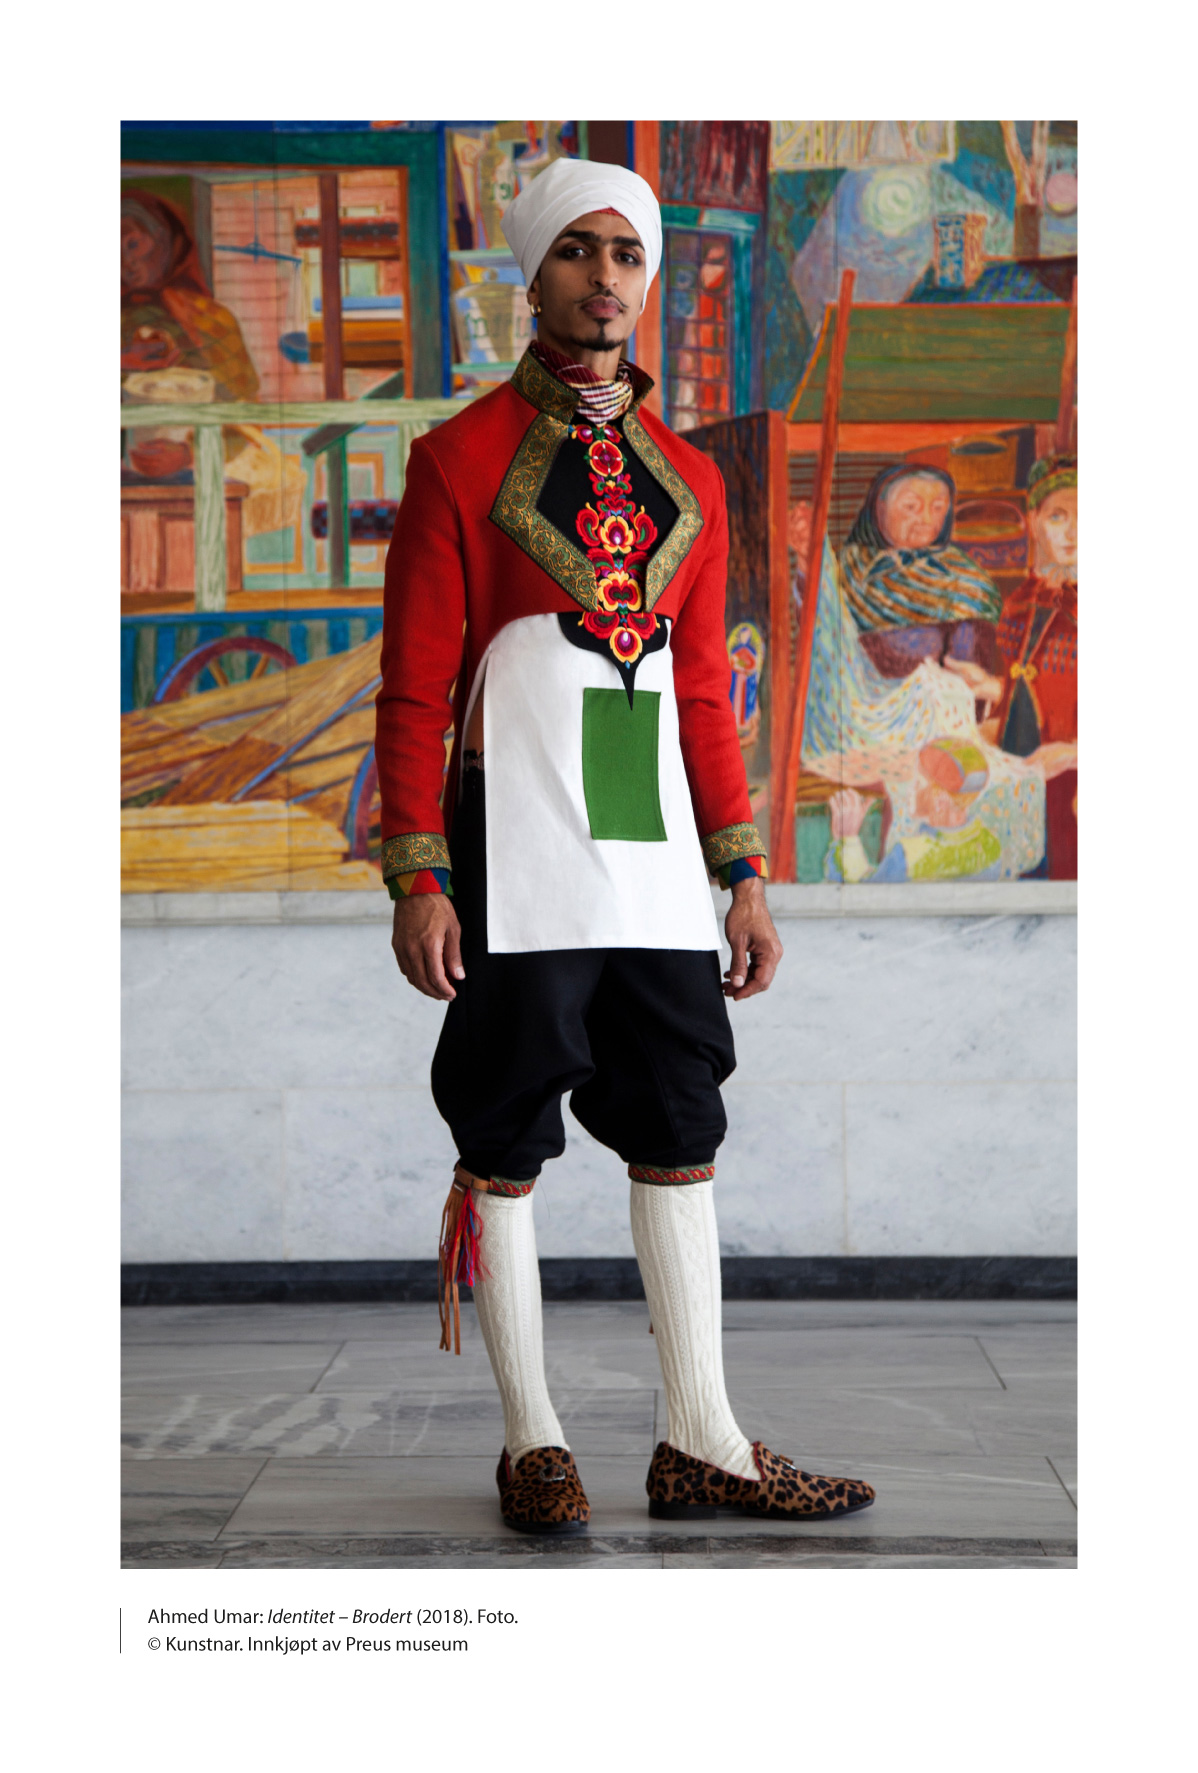 Ahmed Umar: Identitet – Brodert (2018). Foto.
© Kunstnar. Innkjøpt av Preus museum